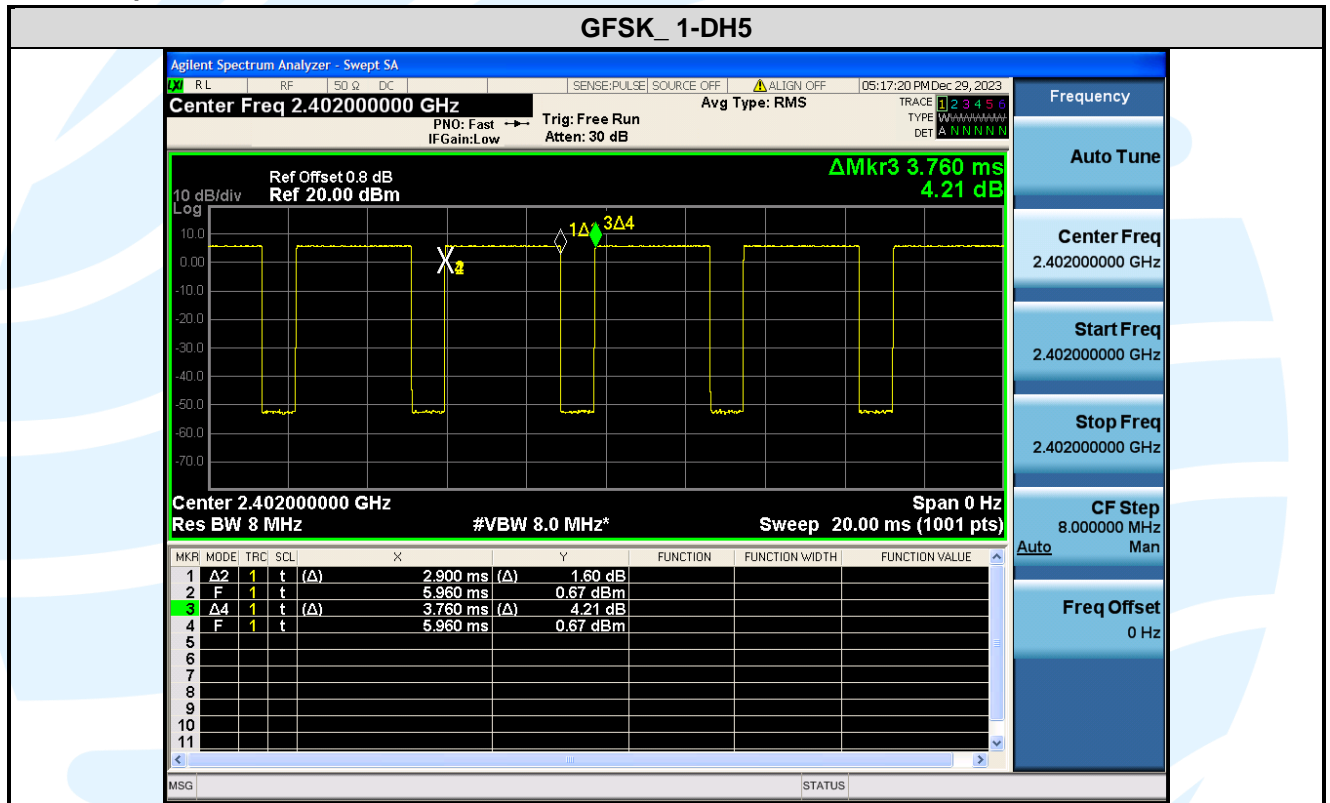 GFSK_ 1-DH5
Agilent Spectrum Analyzer - Swept SA
LXI RL RF 50 Ω DC SENSE:PULSE SOURCE OFF ALIGN OFF 05:17:20 PM Dec 29, 2023
Center Freq 2.402000000 GHz
PNO: Fast
IFGain:Low
Trig: Free Run
Atten: 30 dB
Avg Type: RMS
TRACE 1 2 3 4 5 6
TYPE
DET A N N N N N
ΔMkr3 3.760 ms
4.21 dB
Ref Offset 0.8 dB
10 dB/div Ref 20.00 dBm
Log
10.0
0.00
-10.0
-20.0
-30.0
-40.0
-50.0
-60.0
-70.0
3Δ4
Center 2.402000000 GHz Span 0 Hz
Res BW 8 MHz #VBW 8.0 MHz* Sweep 20.00 ms (1001 pts)
MKR MODE TRC SCL X Y FUNCTION FUNCTION WIDTH FUNCTION VALUE
1 Δ2 1 t (Δ) 2.900 ms (Δ) 1.60 dB
2 F 1 t 5.960 ms 0.67 dBm
3 Δ4 1 t (Δ) 3.760 ms (Δ) 4.21 dB
4 F 1 t 5.960 ms 0.67 dBm
5
6
7
8
9
10
11
MSG STATUS
Frequency
Auto Tune
Center Freq
2.402000000 GHz
Start Freq
2.402000000 GHz
Stop Freq
2.402000000 GHz
CF Step
8.000000 MHz
Auto Man
Freq Offset
0 Hz